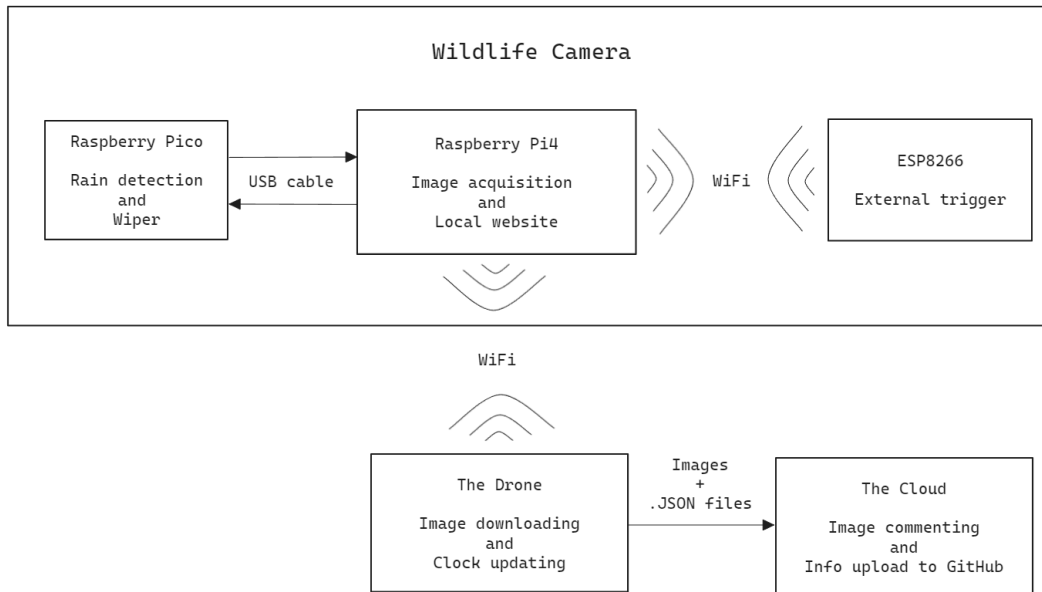 Wildlife Camera
Raspberry Pico
Rain detection
and
Wiper
USB cable
Raspberry Pi4
Image acquisition
and
Local website
WiFi
ESP8266
External trigger
WiFi
The Drone
Image downloading
and
Clock updating
Images
+
.JSON files
The Cloud
Image commenting
and
Info upload to GitHub